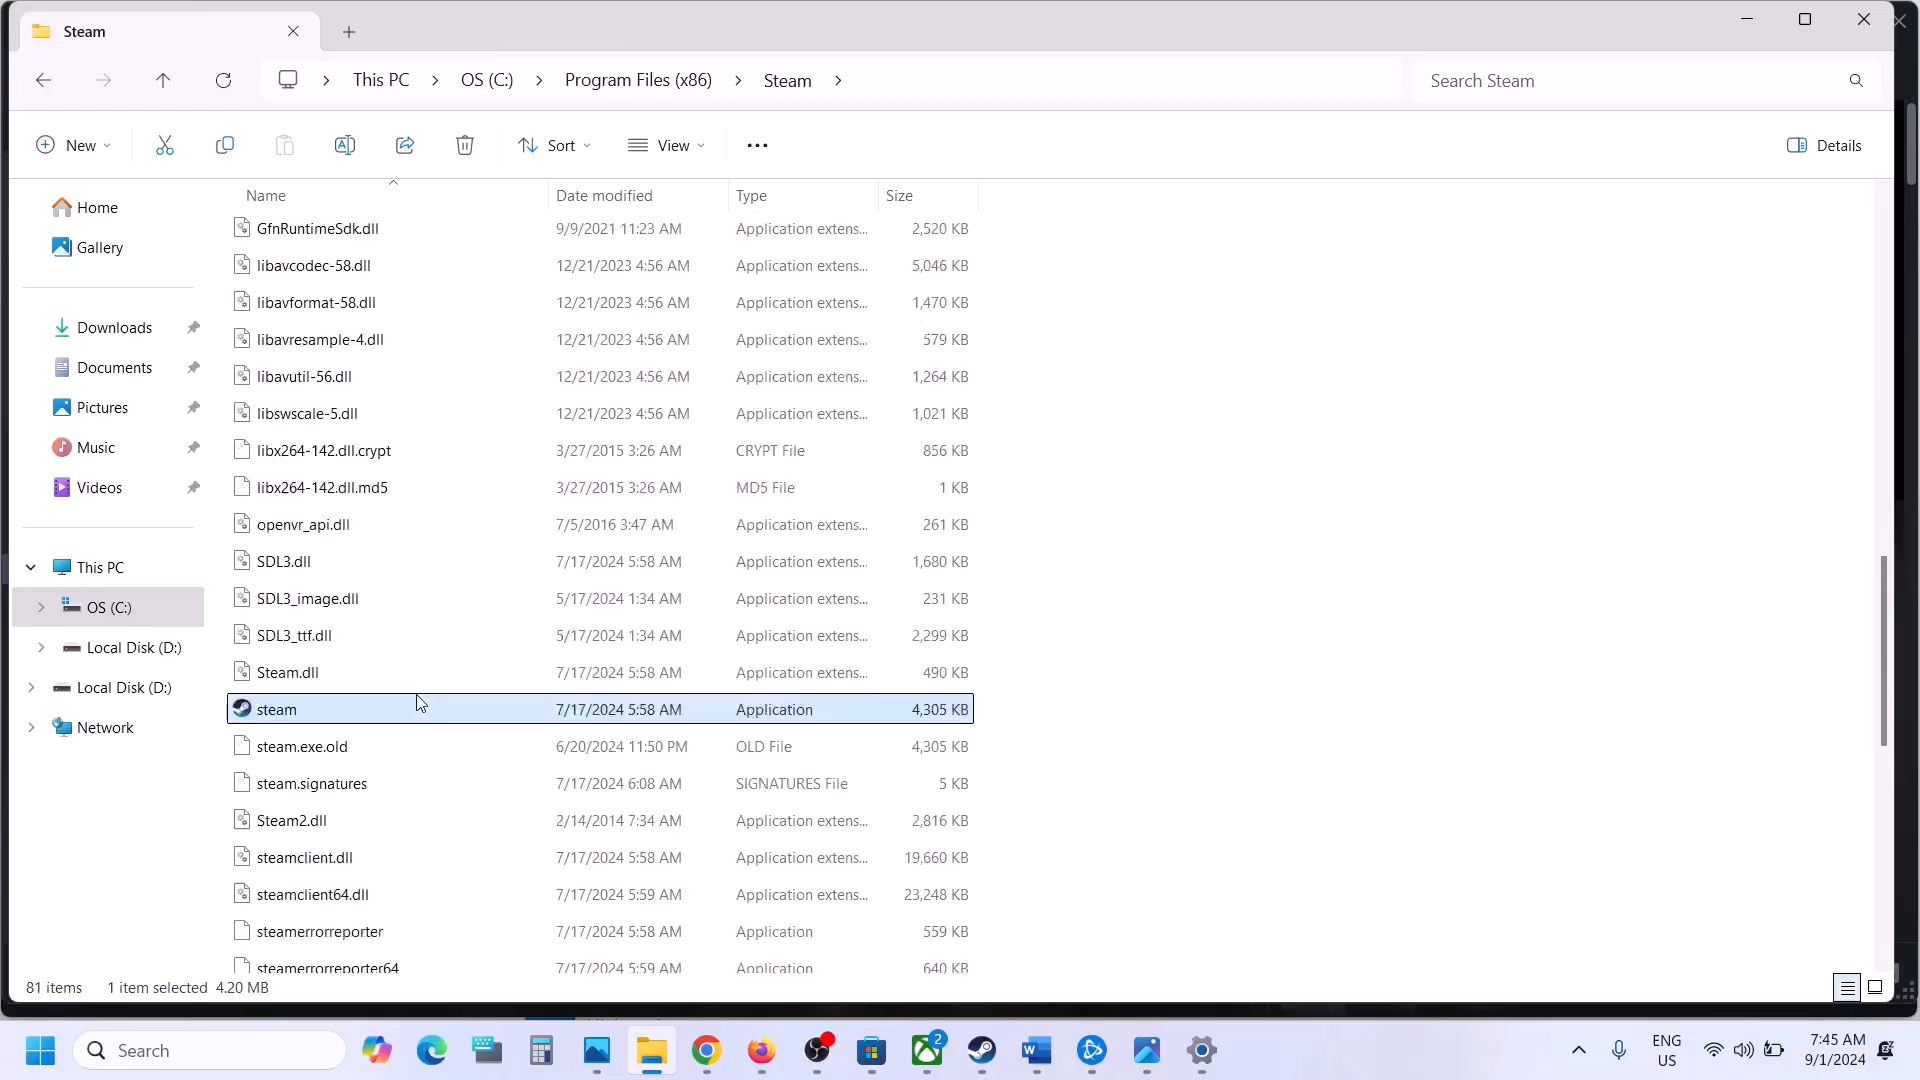 Steam
This PC
OS (C:)
Program Files (x86)
Steam
Search Steam
New
Sort
View
Details
Name
Date modified
Type
Size
GfnRuntimeSdk.dll 9/9/2021 11:23 AM Application extens... 2,520 KB
libavcodec-58.dll 12/21/2023 4:56 AM Application extens... 5,046 KB
libavformat-58.dll 12/21/2023 4:56 AM Application extens... 1,470 KB
libavresample-4.dll 12/21/2023 4:56 AM Application extens... 579 KB
libavutil-56.dll 12/21/2023 4:56 AM Application extens... 1,264 KB
libswscale-5.dll 12/21/2023 4:56 AM Application extens... 1,021 KB
libx264-142.dll.crypt 3/27/2015 3:26 AM CRYPT File 856 KB
libx264-142.dll.md5 3/27/2015 3:26 AM MD5 File 1 KB
openvr_api.dll 7/5/2016 3:47 AM Application extens... 261 KB
SDL3.dll 7/17/2024 5:58 AM Application extens... 1,680 KB
SDL3_image.dll 5/17/2024 1:34 AM Application extens... 231 KB
SDL3_ttf.dll 5/17/2024 1:34 AM Application extens... 2,299 KB
Steam.dll 7/17/2024 5:58 AM Application extens... 490 KB
steam 7/17/2024 5:58 AM Application 4,305 KB
steam.exe.old 6/20/2024 11:50 PM OLD File 4,305 KB
steam.signatures 7/17/2024 6:08 AM SIGNATURES File 5 KB
Steam2.dll 2/14/2014 7:34 AM Application extens... 2,816 KB
steamclient.dll 7/17/2024 5:58 AM Application extens... 19,660 KB
steamclient64.dll 7/17/2024 5:59 AM Application extens... 23,248 KB
steamerrorreporter 7/17/2024 5:58 AM Application 559 KB
steamerrorreporter64 7/17/2024 5:59 AM Application 640 KB
Home
Gallery
Downloads
Documents
Pictures
Music
Videos
This PC
OS (C:)
Local Disk (D:)
Local Disk (D:)
Network
81 items 1 item selected 4.20 MB
Search
2
ENG
US
7:45 AM
9/1/2024